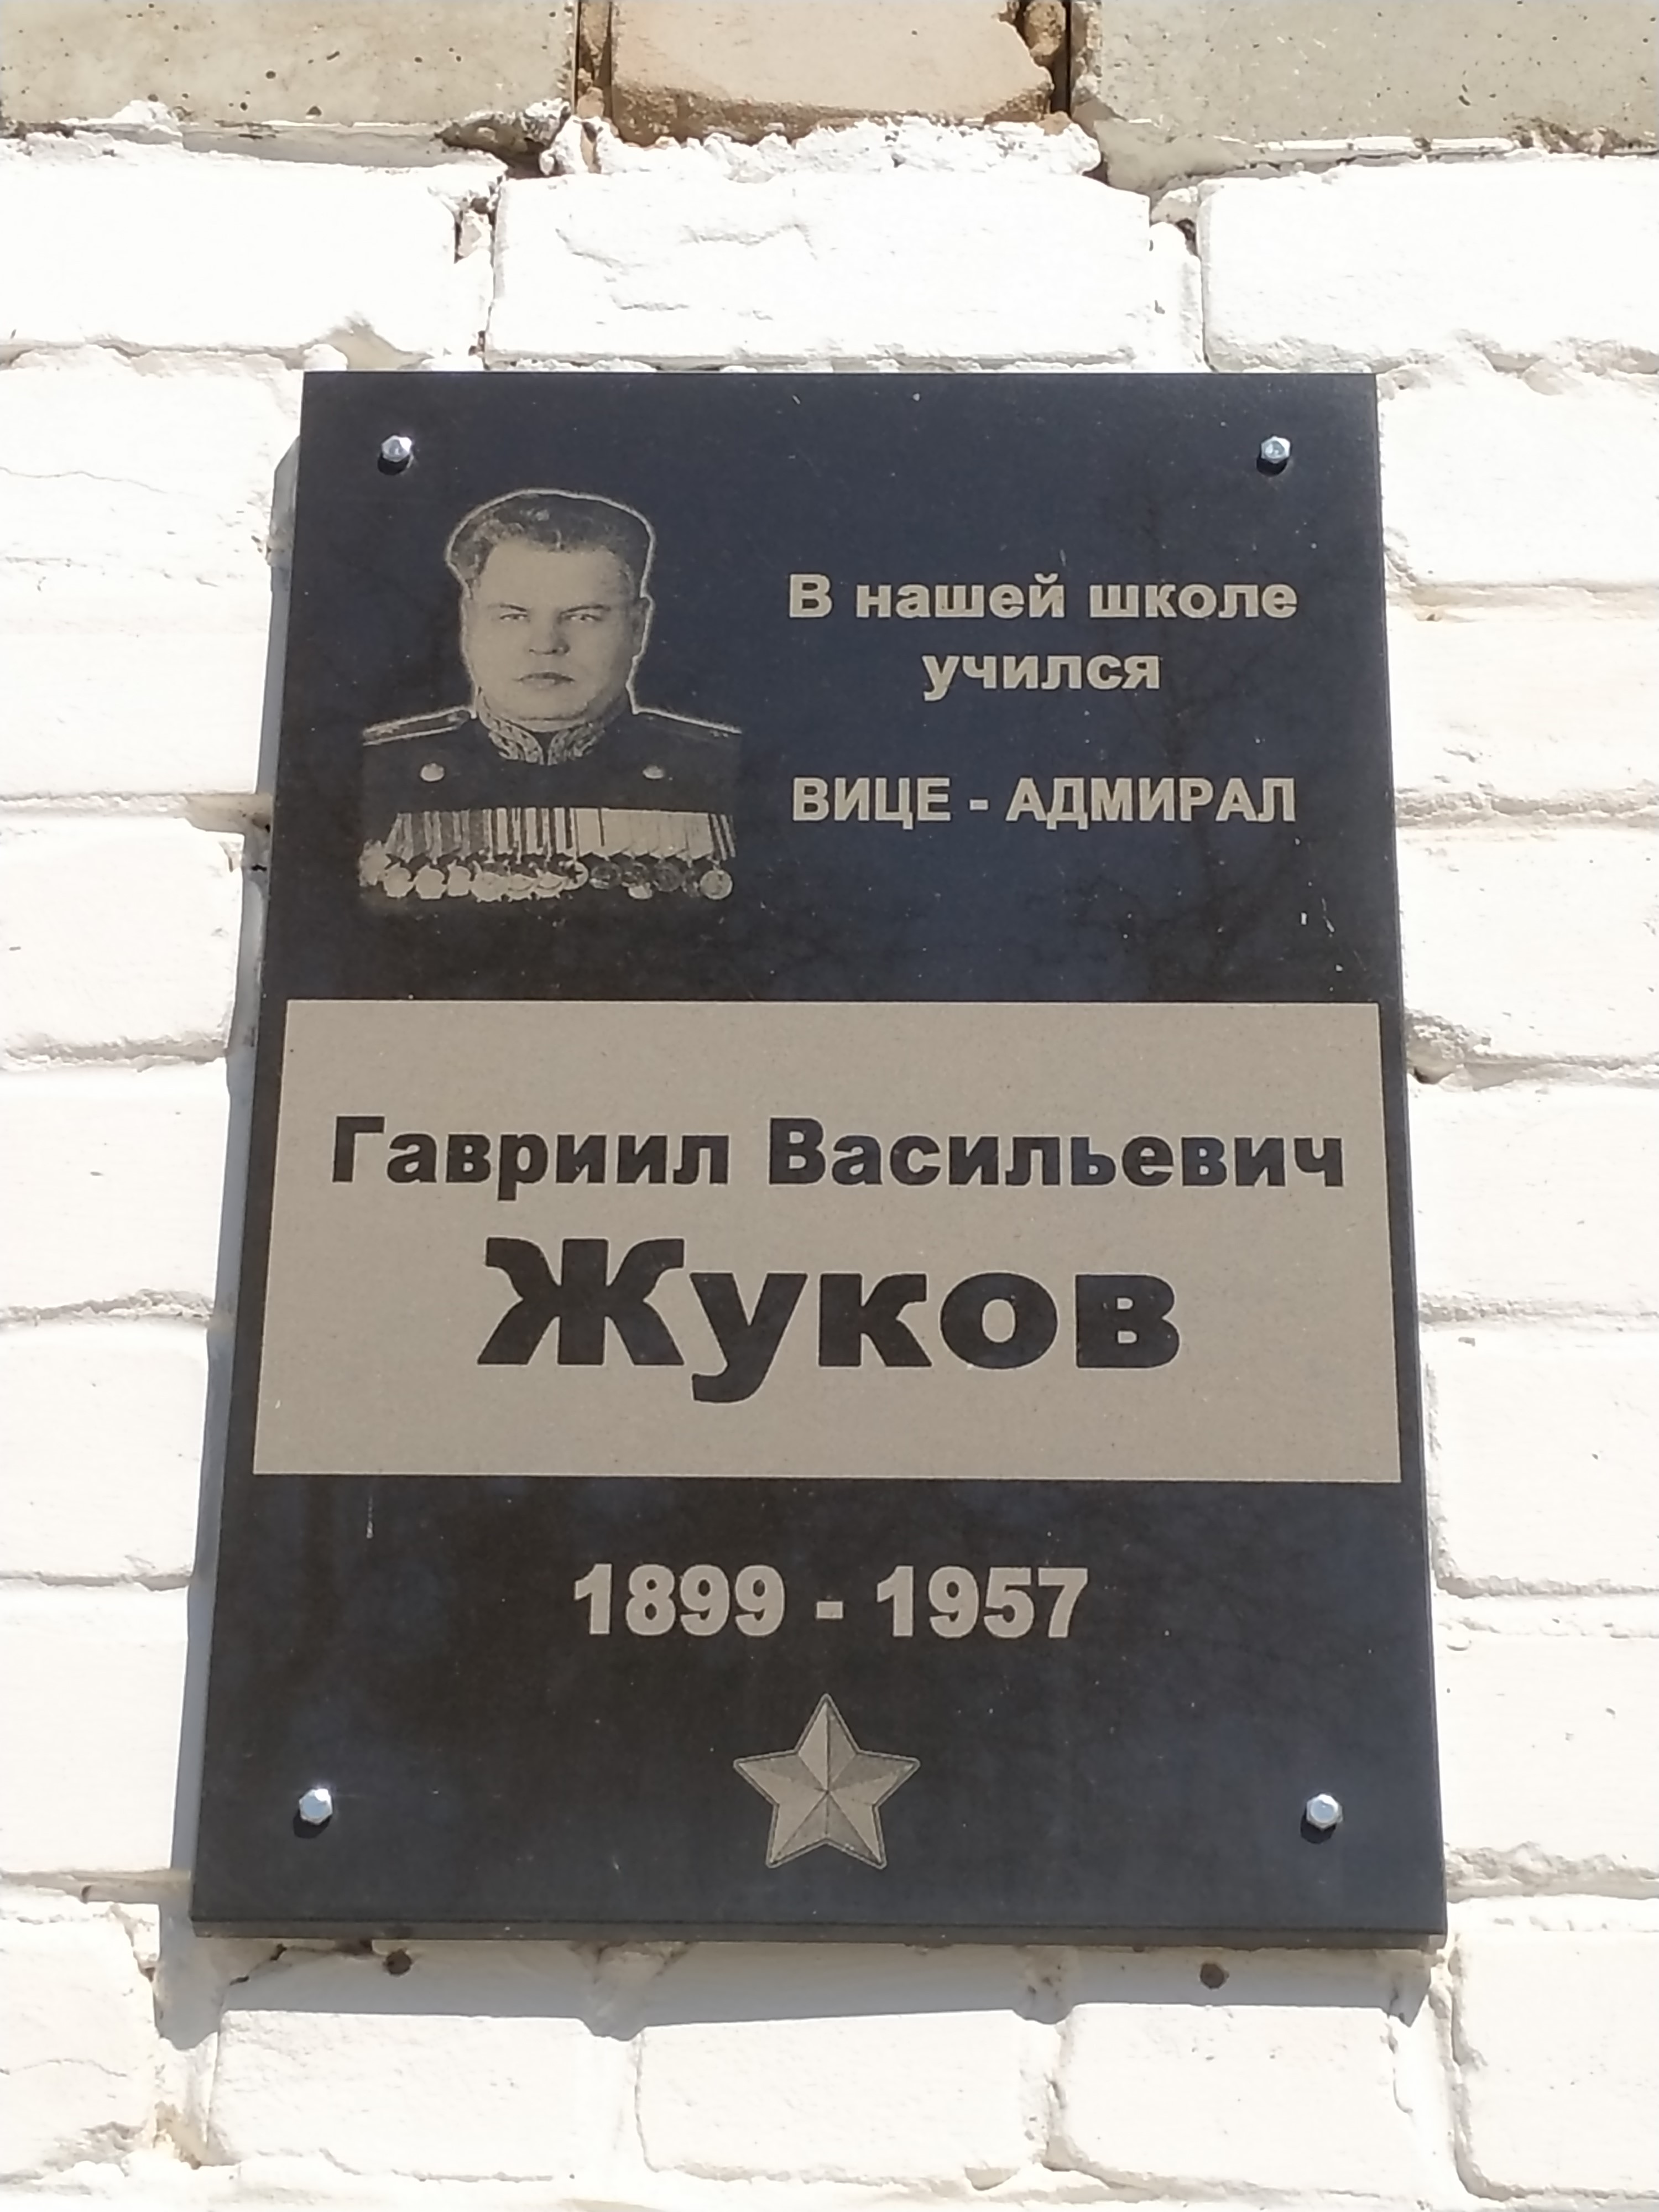 В нашей школе
учился
ВИЦЕ - АДМИРАЛ
Гавриил Васильевич
Жуков
1899 - 1957